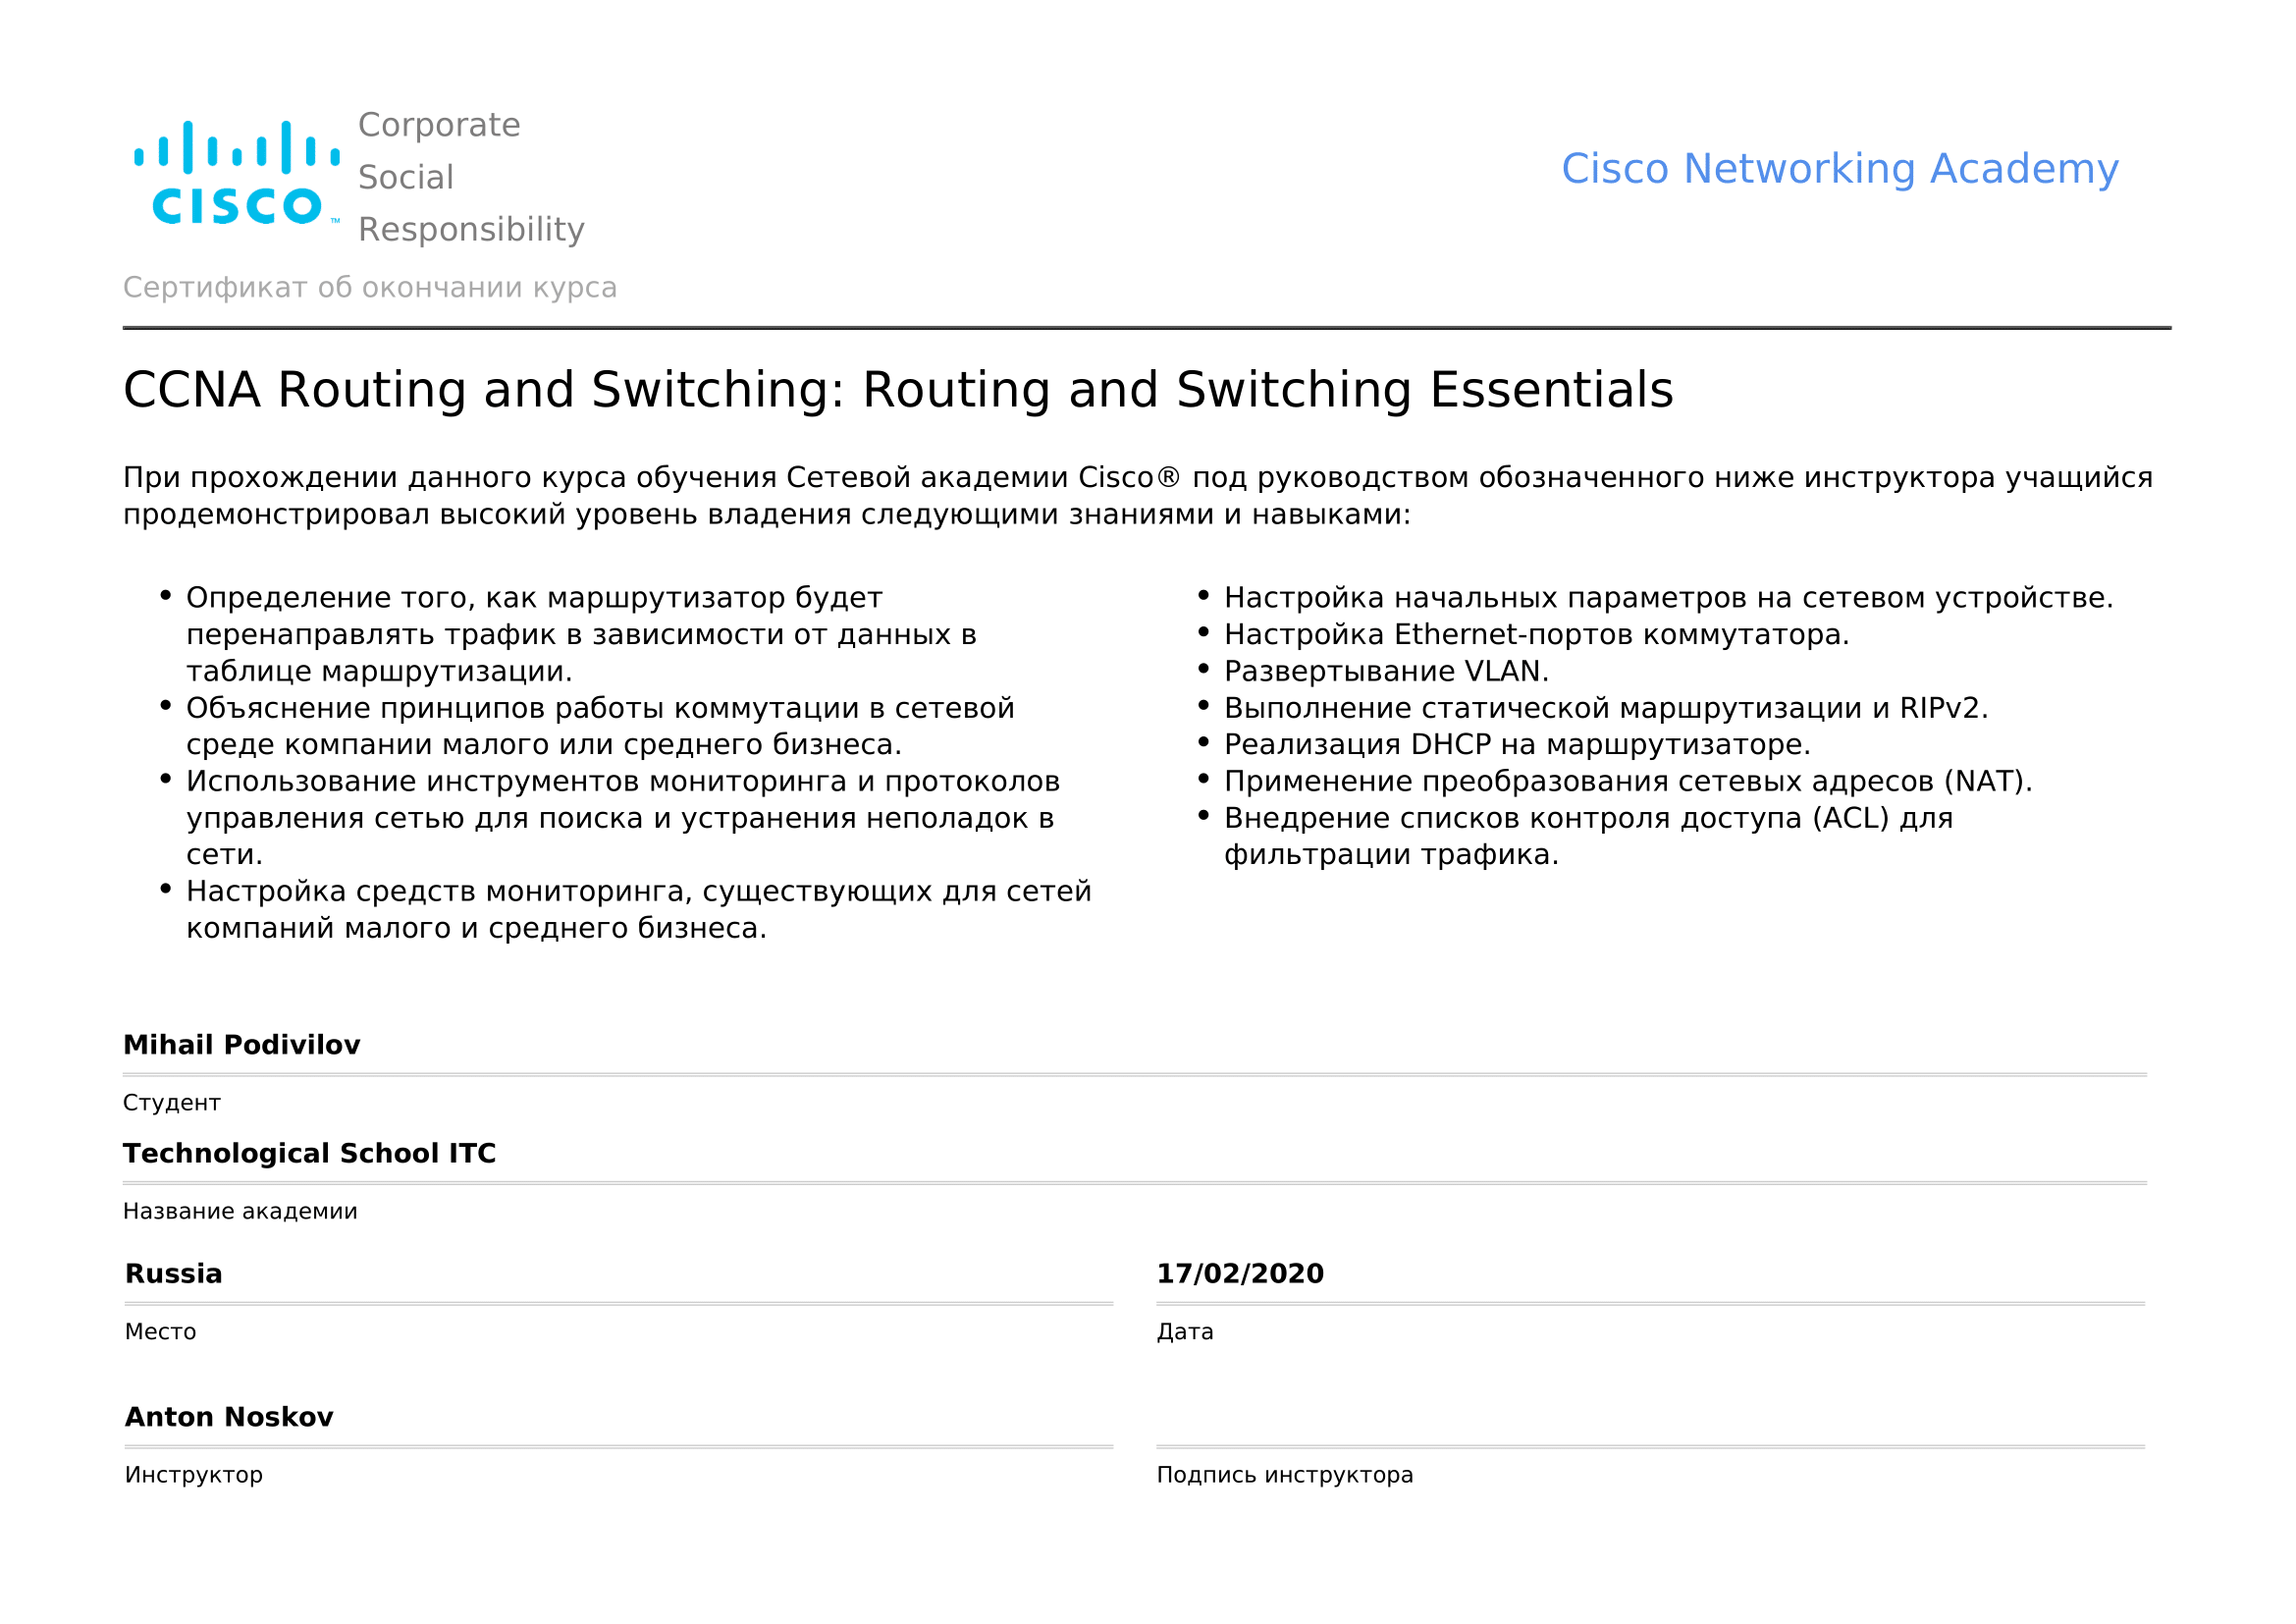 cisco™
Corporate
Social
Responsibility
Cisco Networking Academy
Сертификат об окончании курса
CCNA Routing and Switching: Routing and Switching Essentials
При прохождении данного курса обучения Сетевой академии Cisco® под руководством обозначенного ниже инструктора учащийся
продемонстрировал высокий уровень владения следующими знаниями и навыками:
• Определение того, как маршрутизатор будет
перенаправлять трафик в зависимости от данных в
таблице маршрутизации.
• Объяснение принципов работы коммутации в сетевой
среде компании малого или среднего бизнеса.
• Использование инструментов мониторинга и протоколов
управления сетью для поиска и устранения неполадок в
сети.
• Настройка средств мониторинга, существующих для сетей
компаний малого и среднего бизнеса.
• Настройка начальных параметров на сетевом устройстве.
• Настройка Ethernet-портов коммутатора.
• Развертывание VLAN.
• Выполнение статической маршрутизации и RIPv2.
• Реализация DHCP на маршрутизаторе.
• Применение преобразования сетевых адресов (NAT).
• Внедрение списков контроля доступа (ACL) для
фильтрации трафика.
Mihail Podivilov
Студент
Technological School ITC
Название академии
Russia
Место
17/02/2020
Дата
Anton Noskov
Инструктор
Подпись инструктора